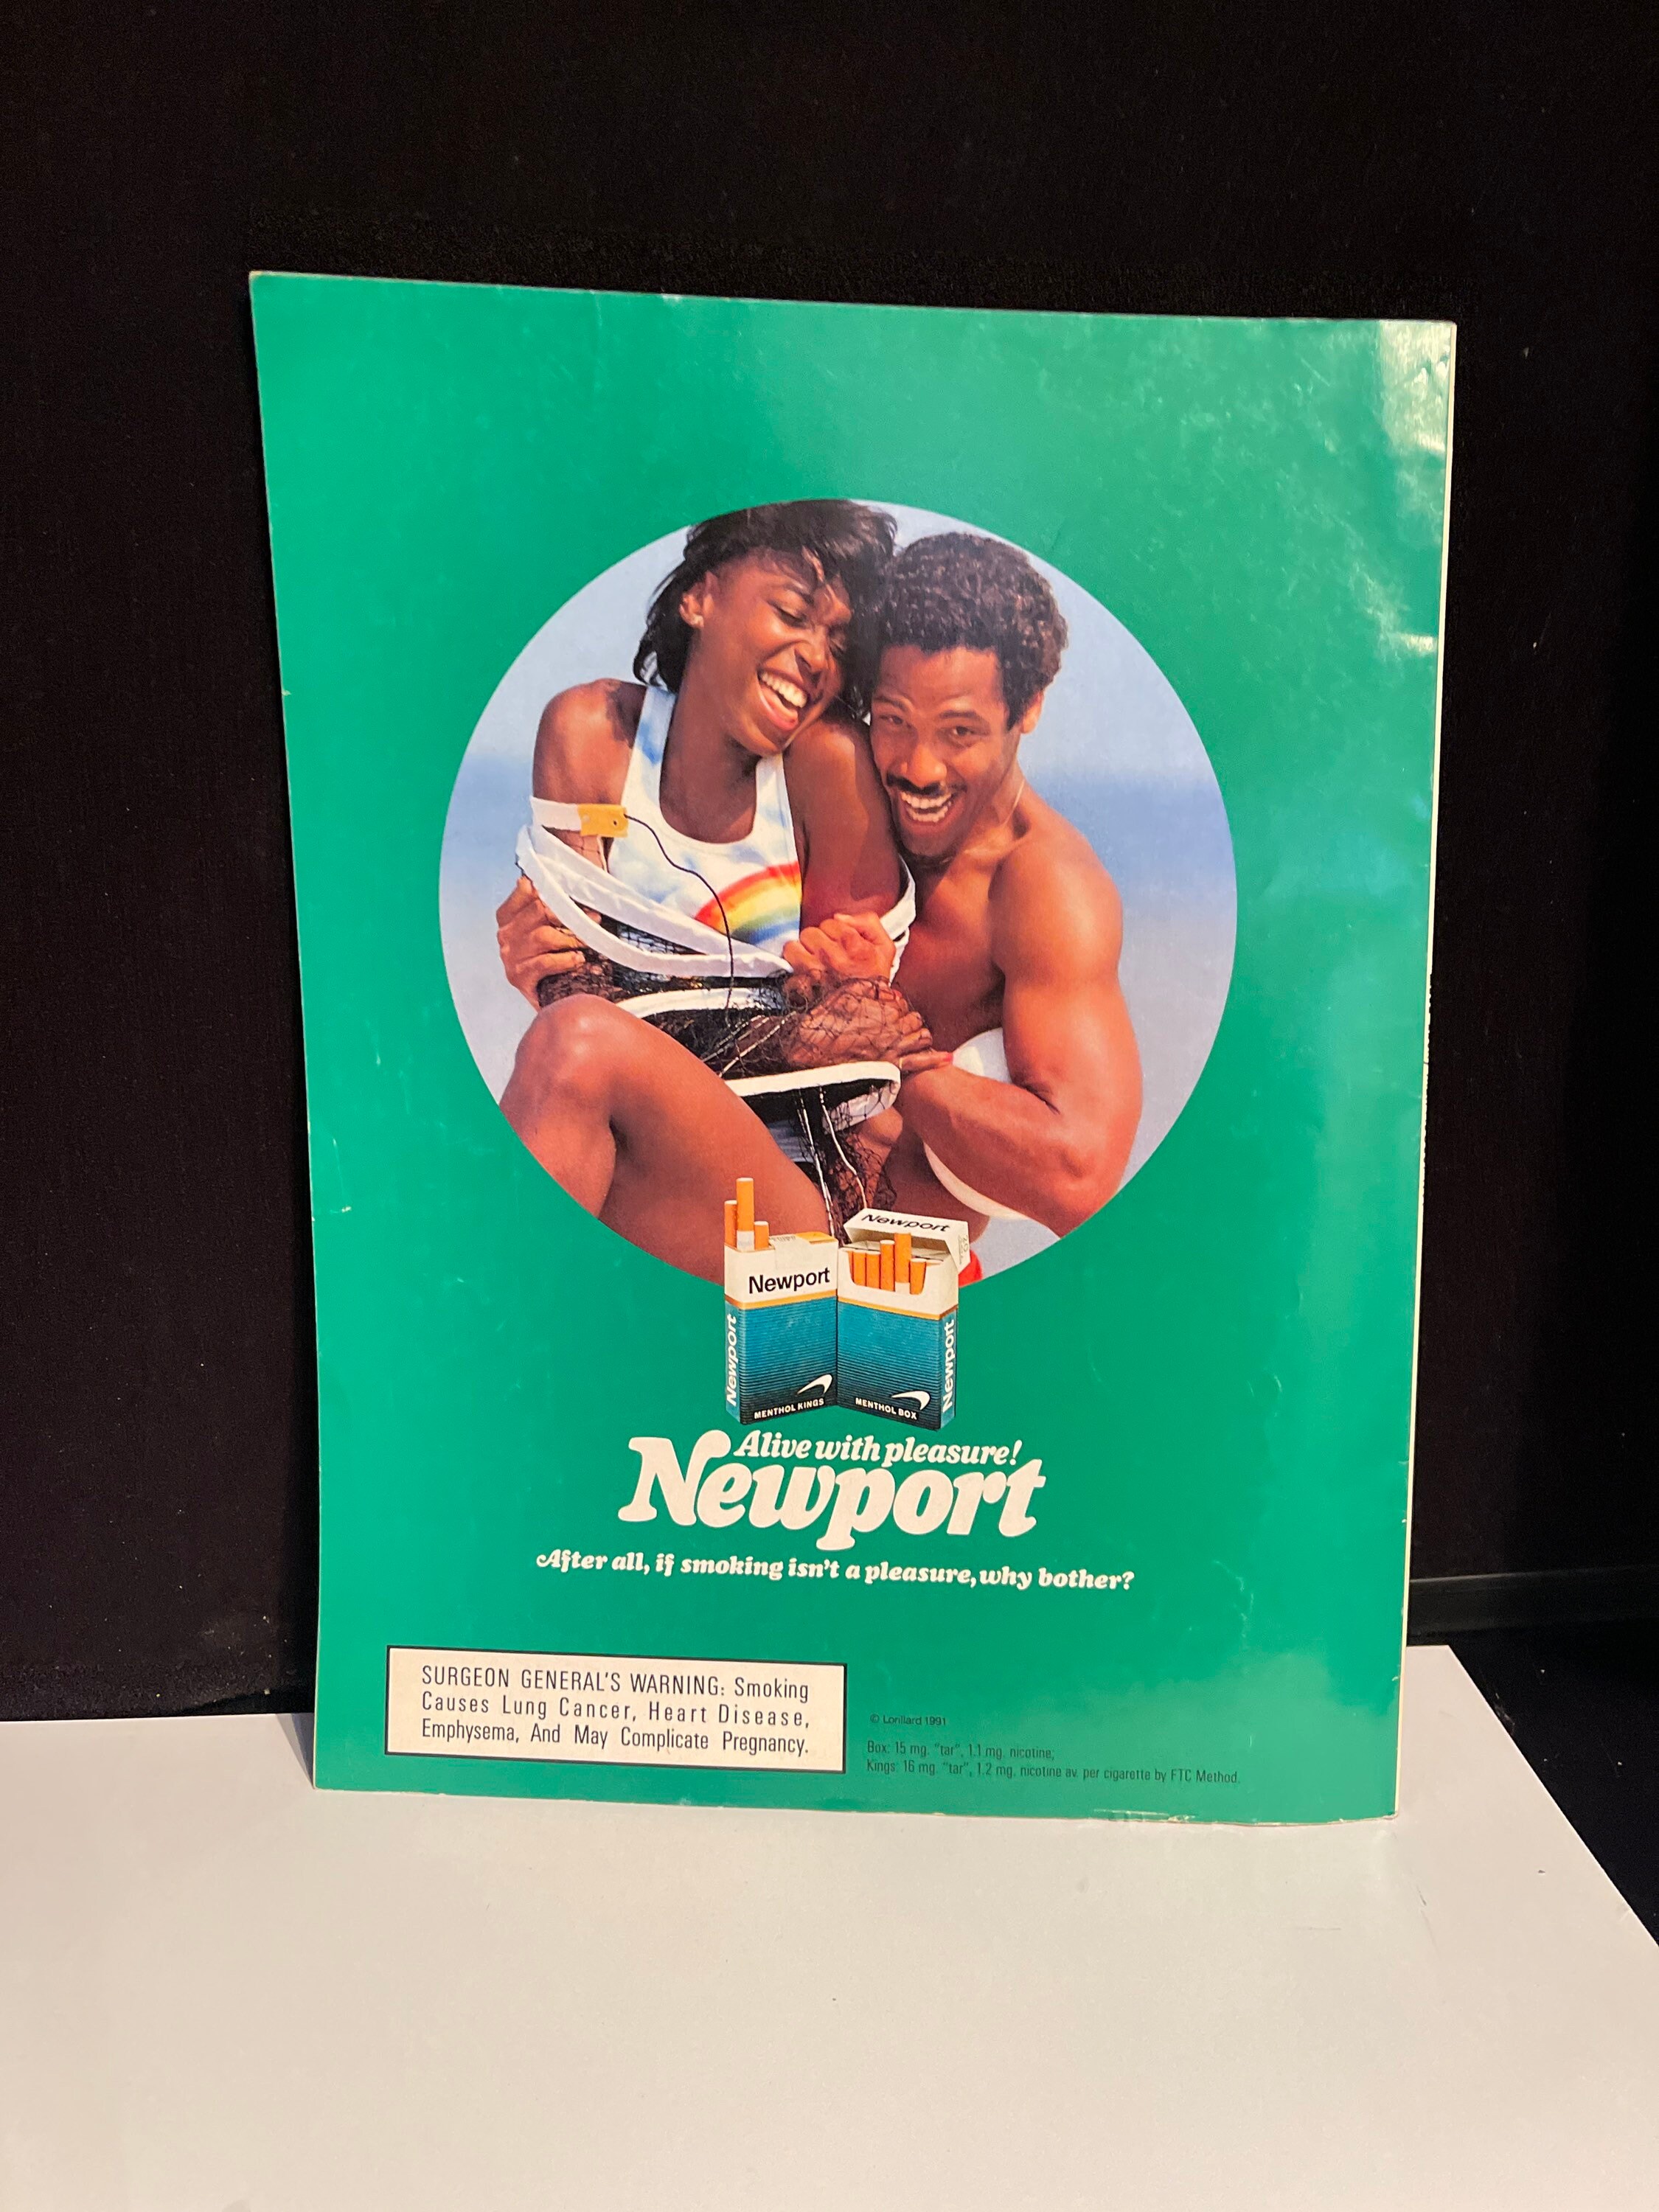 Newport
Newport
Newport
Newport
MENTHOL KINGS
MENTHOL BOX
Alive with pleasure!
Newport
After all, if smoking isn't a pleasure, why bother?
SURGEON GENERAL'S WARNING: Smoking
Causes Lung Cancer, Heart Disease,
Emphysema, And May Complicate Pregnancy.
© Lorillard 1991
Box: 15 mg. "tar", 1.1 mg. nicotine;
Kings: 16 mg. "tar", 1.2 mg. nicotine av. per cigarette by FTC Method.